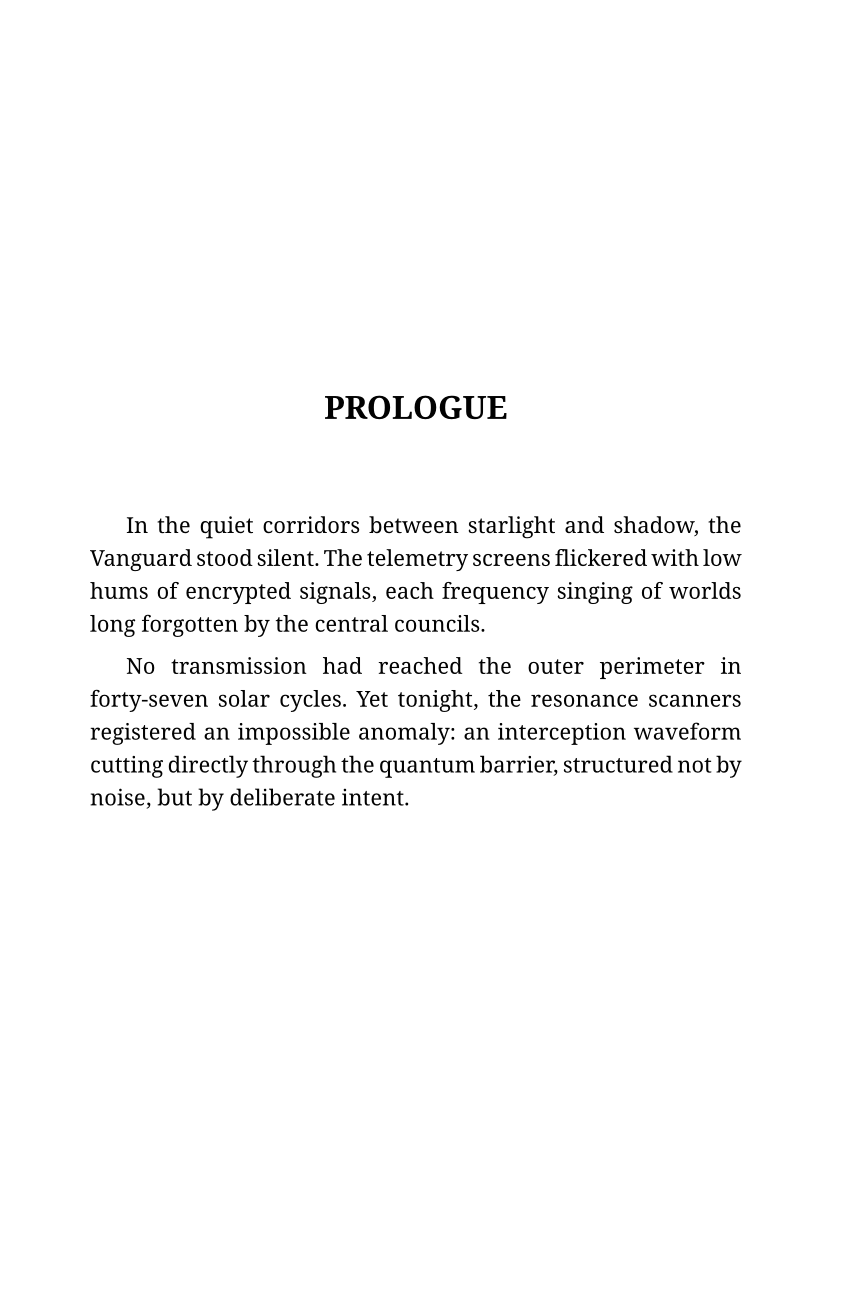 PROLOGUE
In the quiet corridors between starlight and shadow, the
Vanguard stood silent. The telemetry screens flickered with low
hums of encrypted signals, each frequency singing of worlds
long forgotten by the central councils.
No transmission had reached the outer perimeter in
forty-seven solar cycles. Yet tonight, the resonance scanners
registered an impossible anomaly: an interception waveform
cutting directly through the quantum barrier, structured not by
noise, but by deliberate intent.